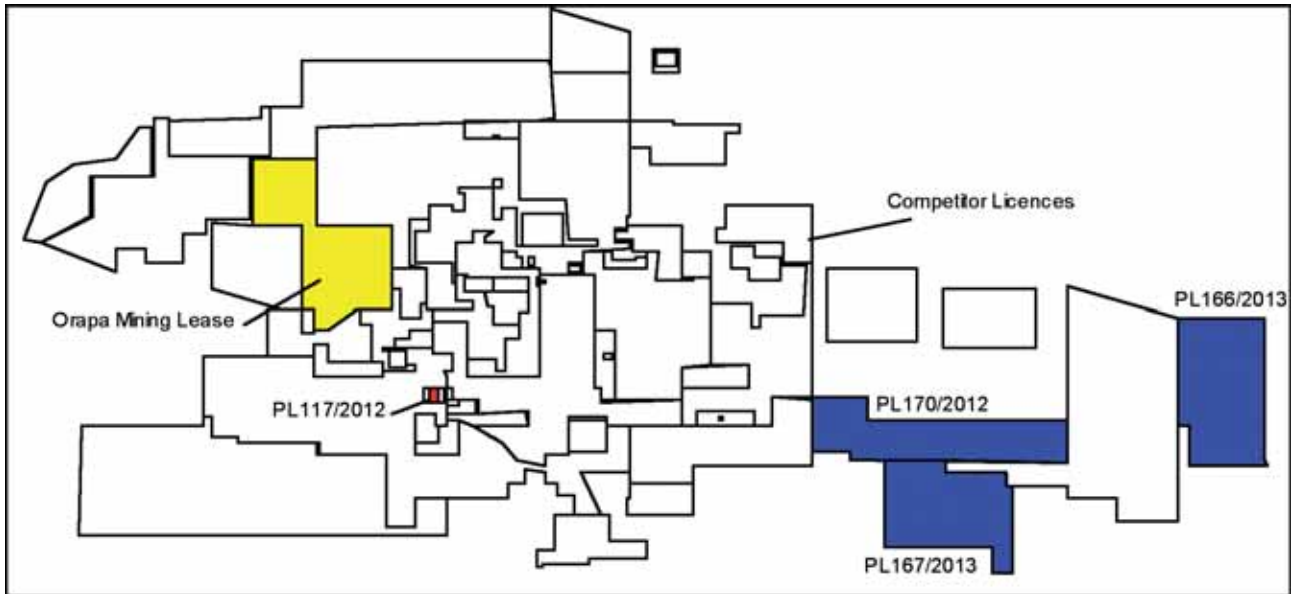 Competitor Licences
PL166/2013
Orapa Mining Lease
PL170/2012
PL117/2012
PL167/2013